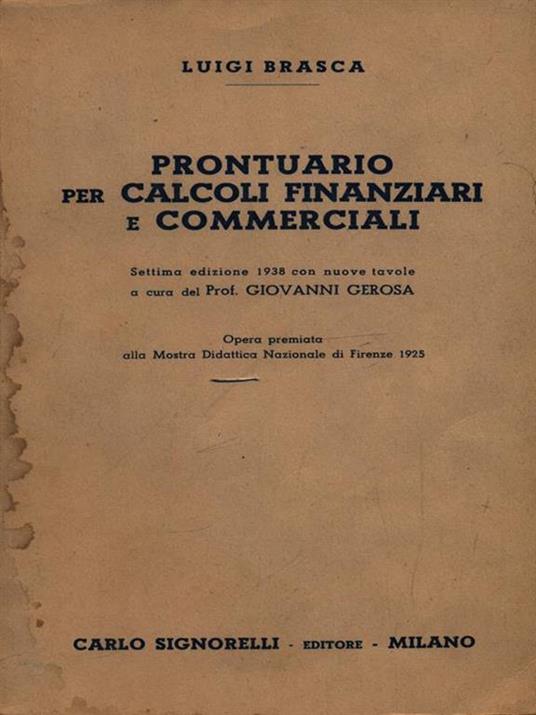 LUIGI BRASCA
PRONTUARIO
PER CALCOLI FINANZIARI
E COMMERCIALI
Settima edizione 1938 con nuove tavole
a cura del Prof. GIOVANNI GEROSA
Opera premiata
alla Mostra Didattica Nazionale di Firenze 1925
CARLO SIGNORELLI - EDITORE - MILANO